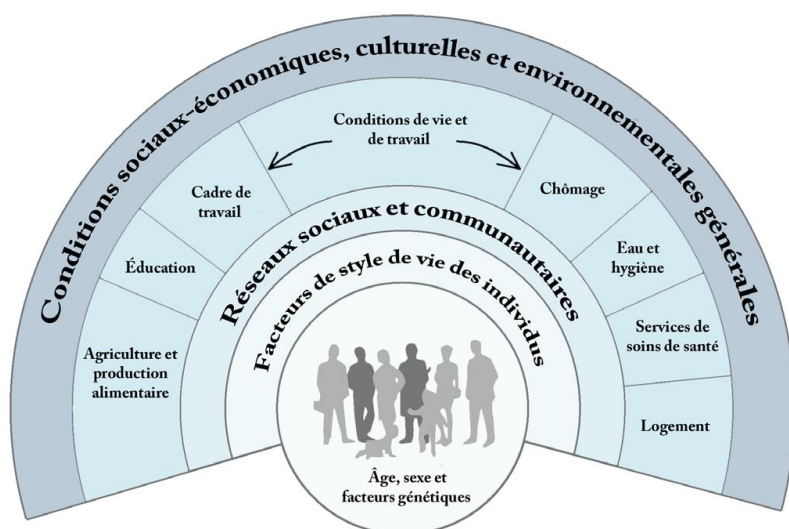 Conditions sociaux-économiques, culturelles et environnementales générales
Conditions de vie et
de travail
Cadre de
travail
Chômage
Éducation
Eau et
hygiène
Agriculture et
production
alimentaire
Services de
soins de santé
Logement
Réseaux sociaux et communautaires
Facteurs de style de vie des individus
Âge, sexe et
facteurs génétiques